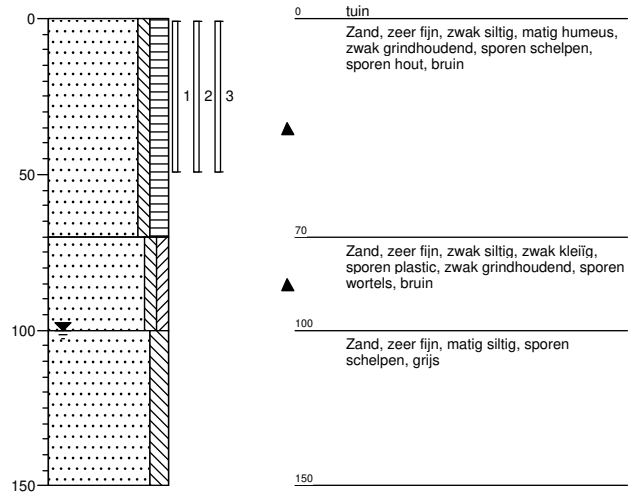 0
50
100
150
1 2 3
0 tuin
Zand, zeer fijn, zwak siltig, matig humeus,
zwak grindhoudend, sporen schelpen,
sporen hout, bruin
70
Zand, zeer fijn, zwak siltig, zwak kleiïg,
sporen plastic, zwak grindhoudend, sporen
wortels, bruin
100
Zand, zeer fijn, matig siltig, sporen
schelpen, grijs
150